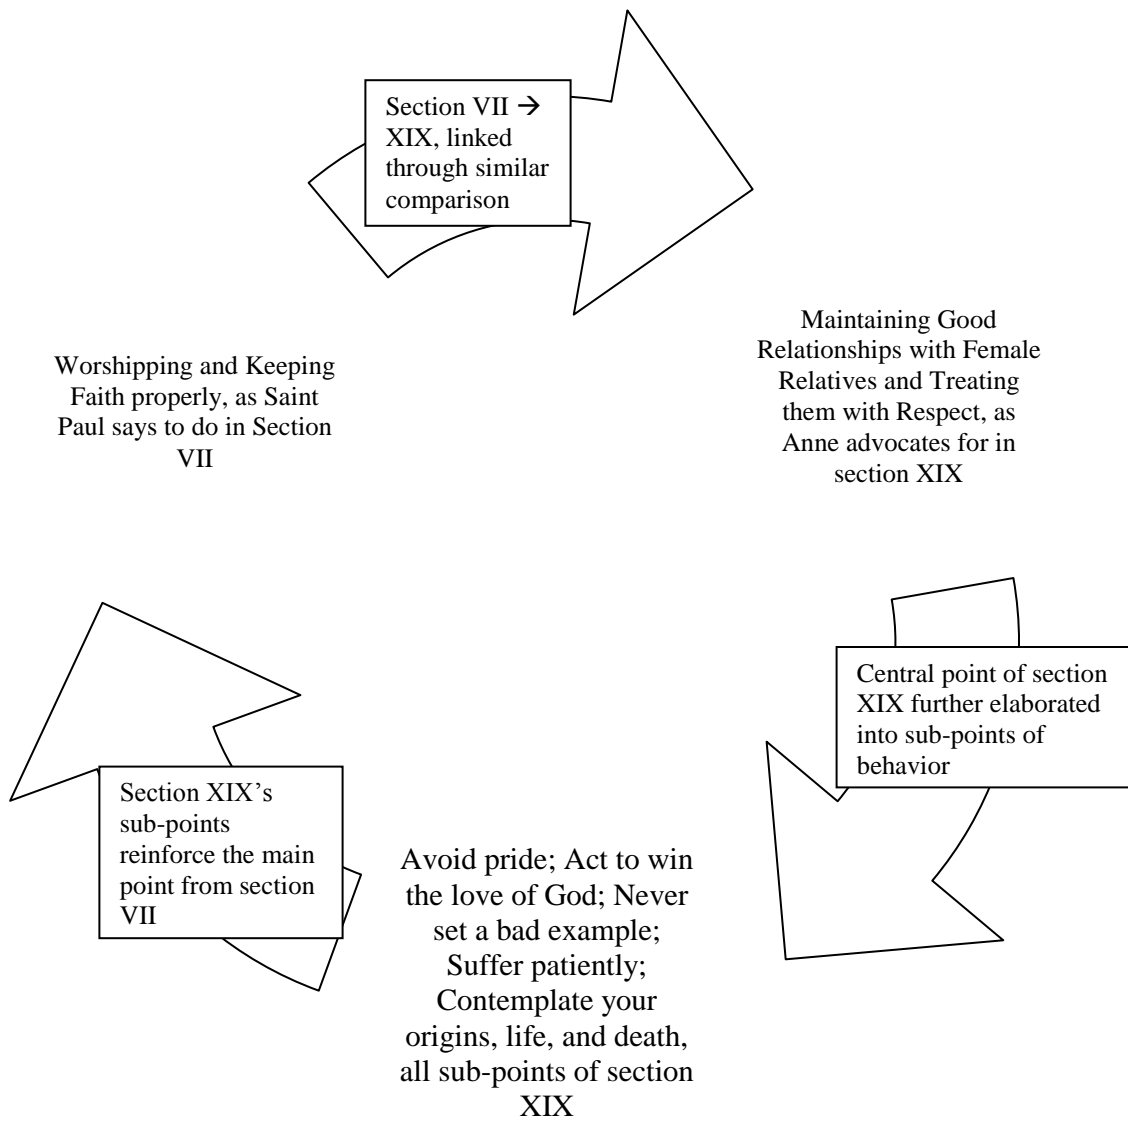 Section VII →
XIX, linked
through similar
comparison
Worshipping and Keeping
Faith properly, as Saint
Paul says to do in Section
VII
Maintaining Good
Relationships with Female
Relatives and Treating
them with Respect, as
Anne advocates for in
section XIX
Central point of section
XIX further elaborated
into sub-points of
behavior
Section XIX’s
sub-points
reinforce the main
point from section
VII
Avoid pride; Act to win
the love of God; Never
set a bad example;
Suffer patiently;
Contemplate your
origins, life, and death,
all sub-points of section
XIX